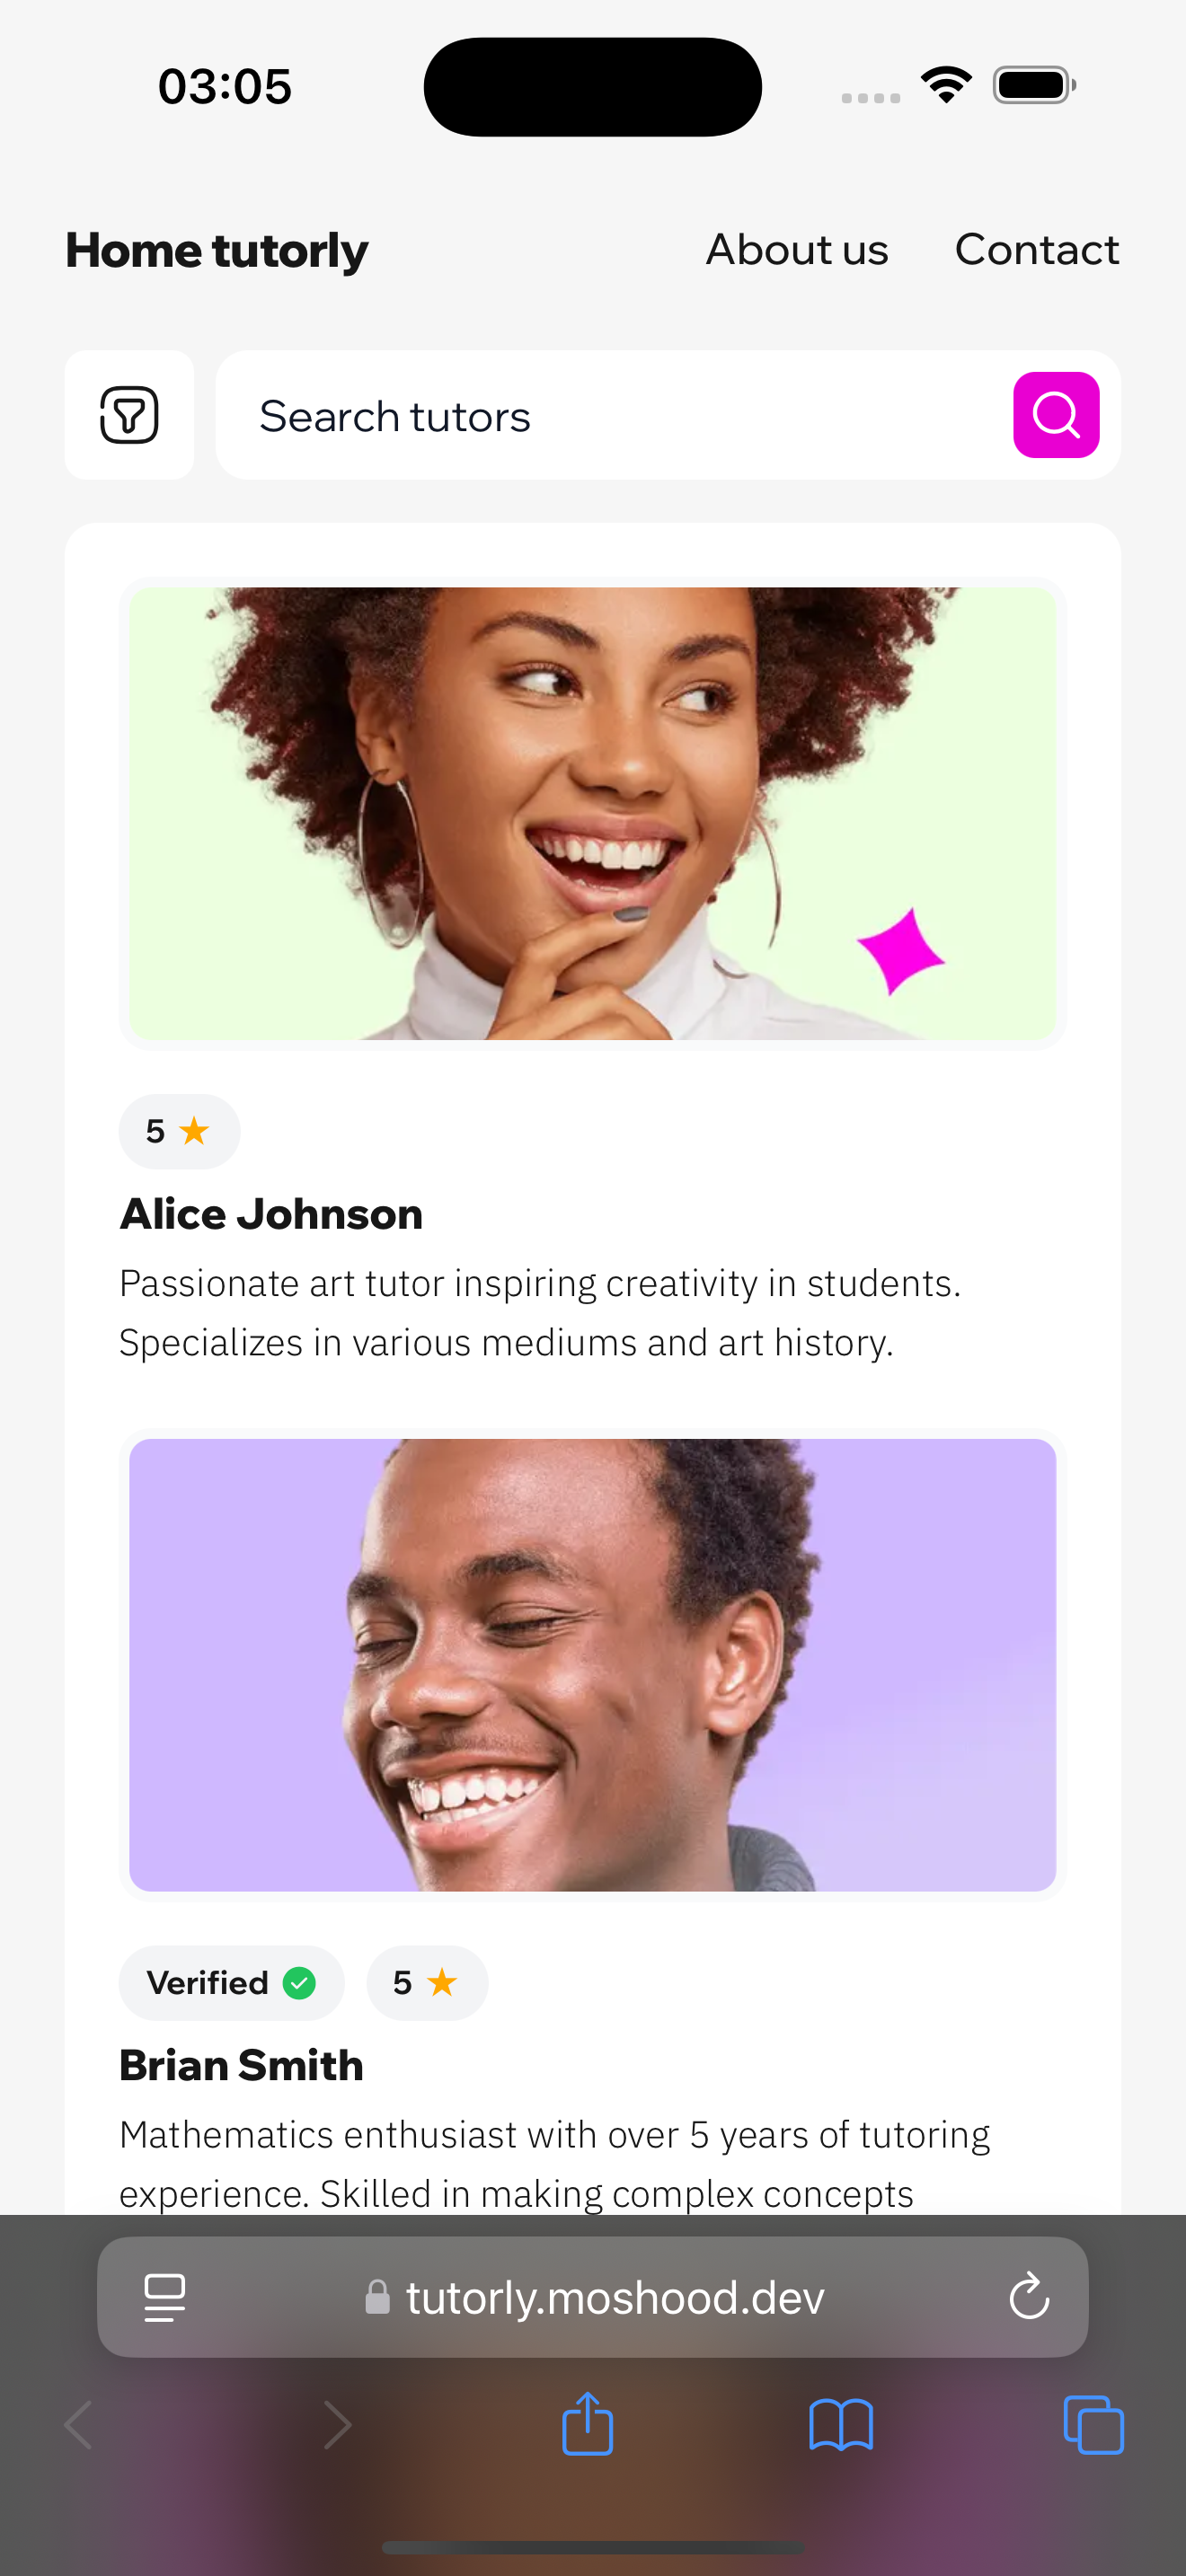 03:05
Home tutorly
About us
Contact
Search tutors
5
Alice Johnson
Passionate art tutor inspiring creativity in students.
Specializes in various mediums and art history.
Verified
5
Brian Smith
Mathematics enthusiast with over 5 years of tutoring
experience. Skilled in making complex concepts
tutorly.moshood.dev